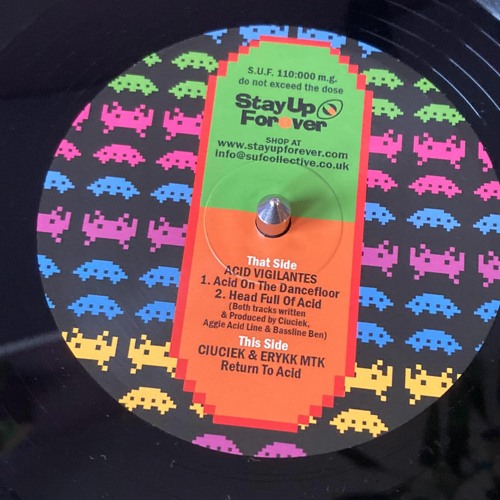 S.U.F. 110:000 m.g.
do not exceed the dose
Stay Up
Forever
SHOP AT
www.stayupforever.com
info@sufcollective.co.uk
That Side
ACID VIGILANTES
1. Acid On The Dancefloor
2. Head Full Of Acid
(Both tracks written
& Produced by Ciuciek,
Aggie Acid Line & Bassline Ben)
This Side
CIUCIEK & ERYKK MTK
Return To Acid